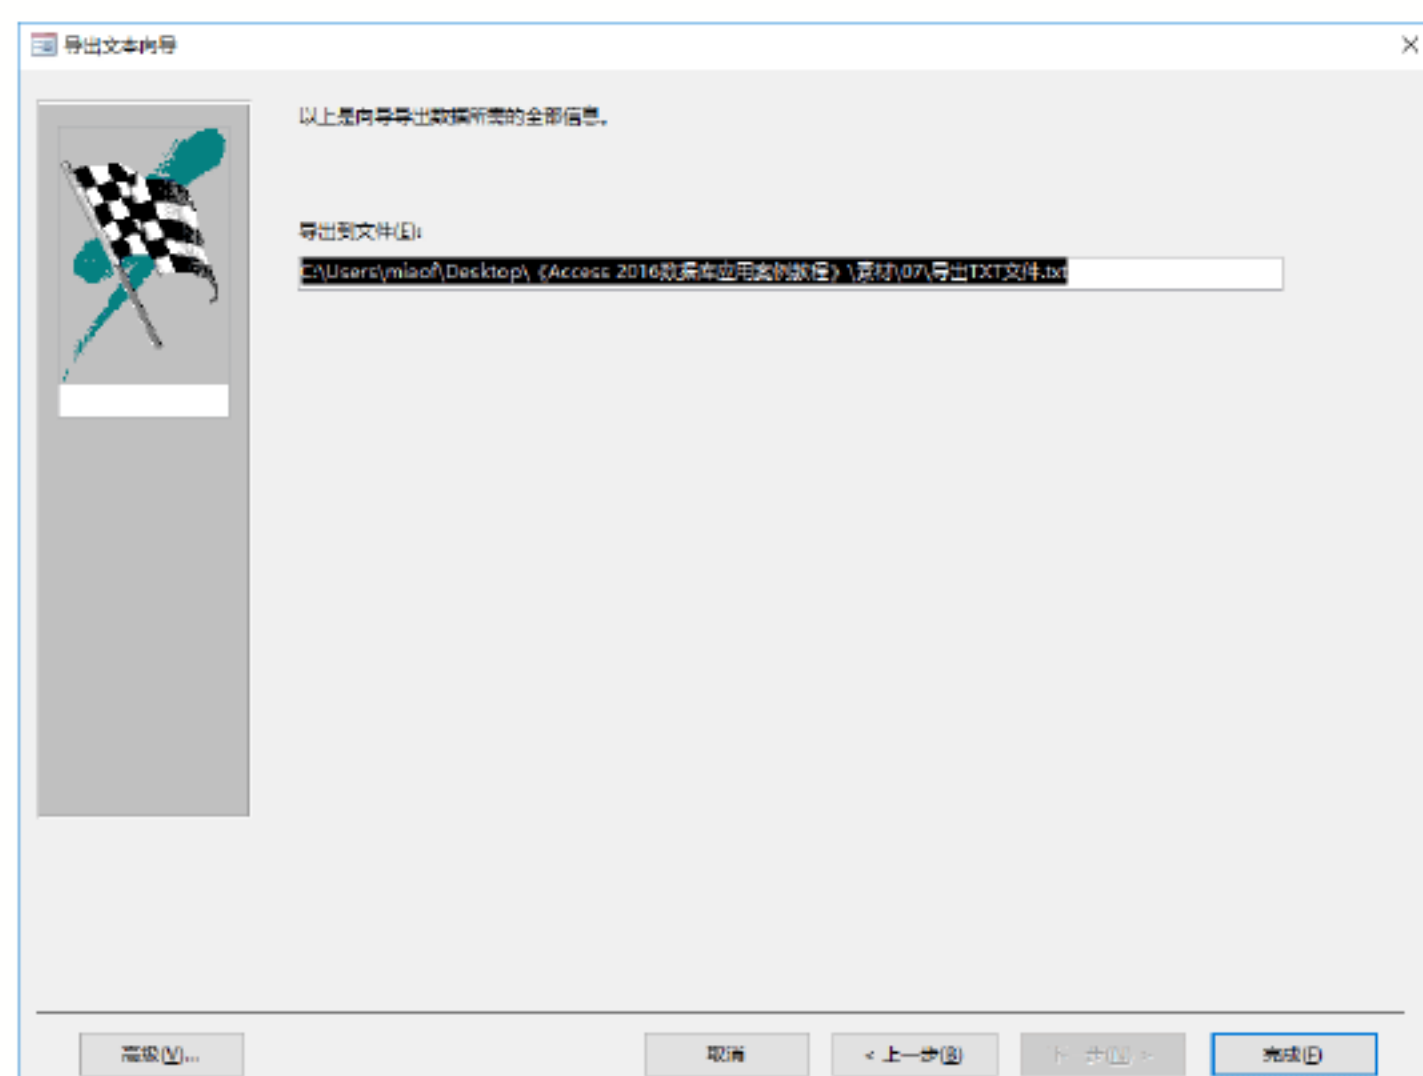 导出文本向导
以上是向导导出数据所需的全部信息。
导出到文件(E):
C:\Users\miaof\Desktop\《Access 2016数据库应用案例教程》\素材\07\导出TXT文件.txt
高级(V)... 取消 < 上一步(B) 下一步(N) > 完成(F)